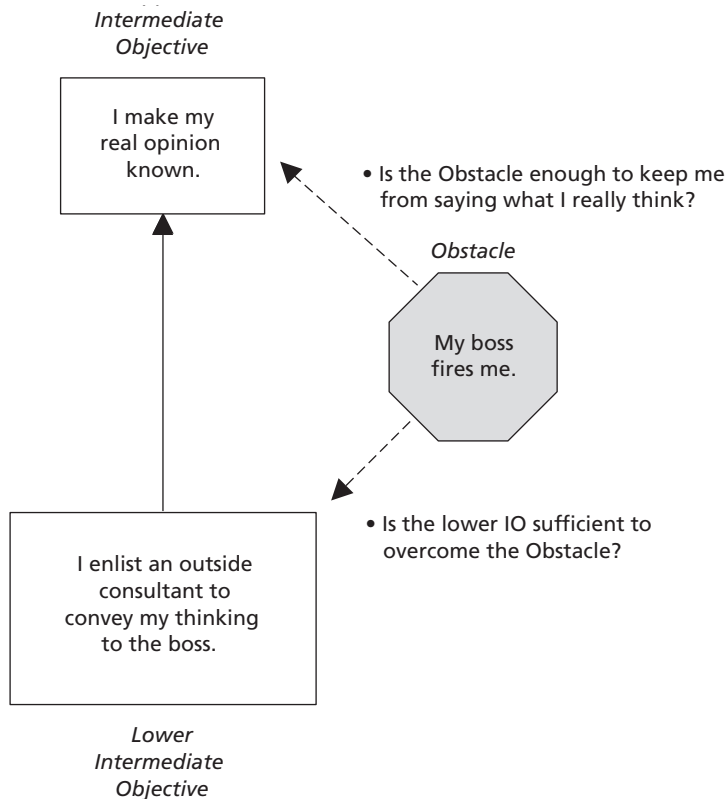 Intermediate
Objective
I make my
real opinion
known.
• Is the Obstacle enough to keep me
from saying what I really think?
Obstacle
My boss
fires me.
• Is the lower IO sufficient to
overcome the Obstacle?
I enlist an outside
consultant to
convey my thinking
to the boss.
Lower
Intermediate
Objective